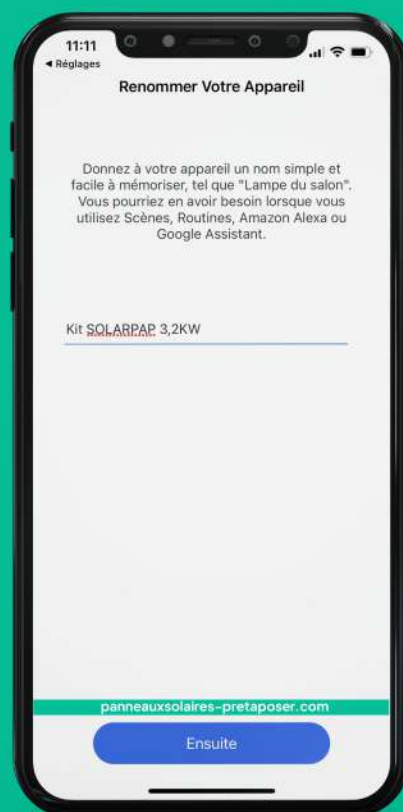 11:11
◀ Réglages
Renommer Votre Appareil
Donnez à votre appareil un nom simple et
facile à mémoriser, tel que "Lampe du salon".
Vous pourriez en avoir besoin lorsque vous
utilisez Scènes, Routines, Amazon Alexa ou
Google Assistant.
Kit SOLARPAP 3,2KW
panneauxsolaires-pretaposer.com
Ensuite